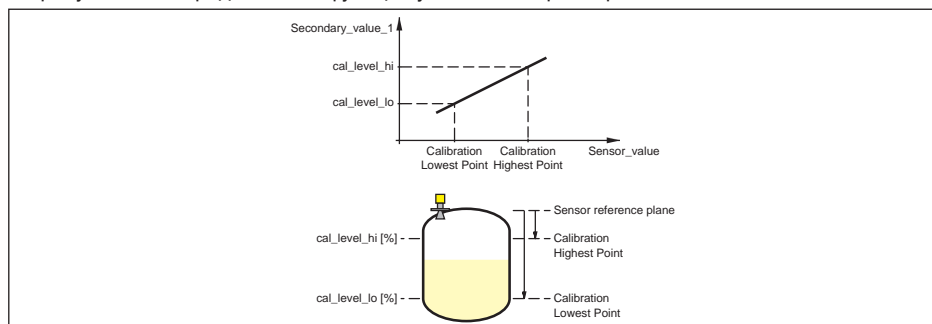 Secondary_value_1
cal_level_hi
cal_level_lo
Calibration
Lowest Point
Calibration
Highest Point
Sensor_value
Sensor reference plane
cal_level_hi [%]
Calibration
Highest Point
cal_level_lo [%]
Calibration
Lowest Point